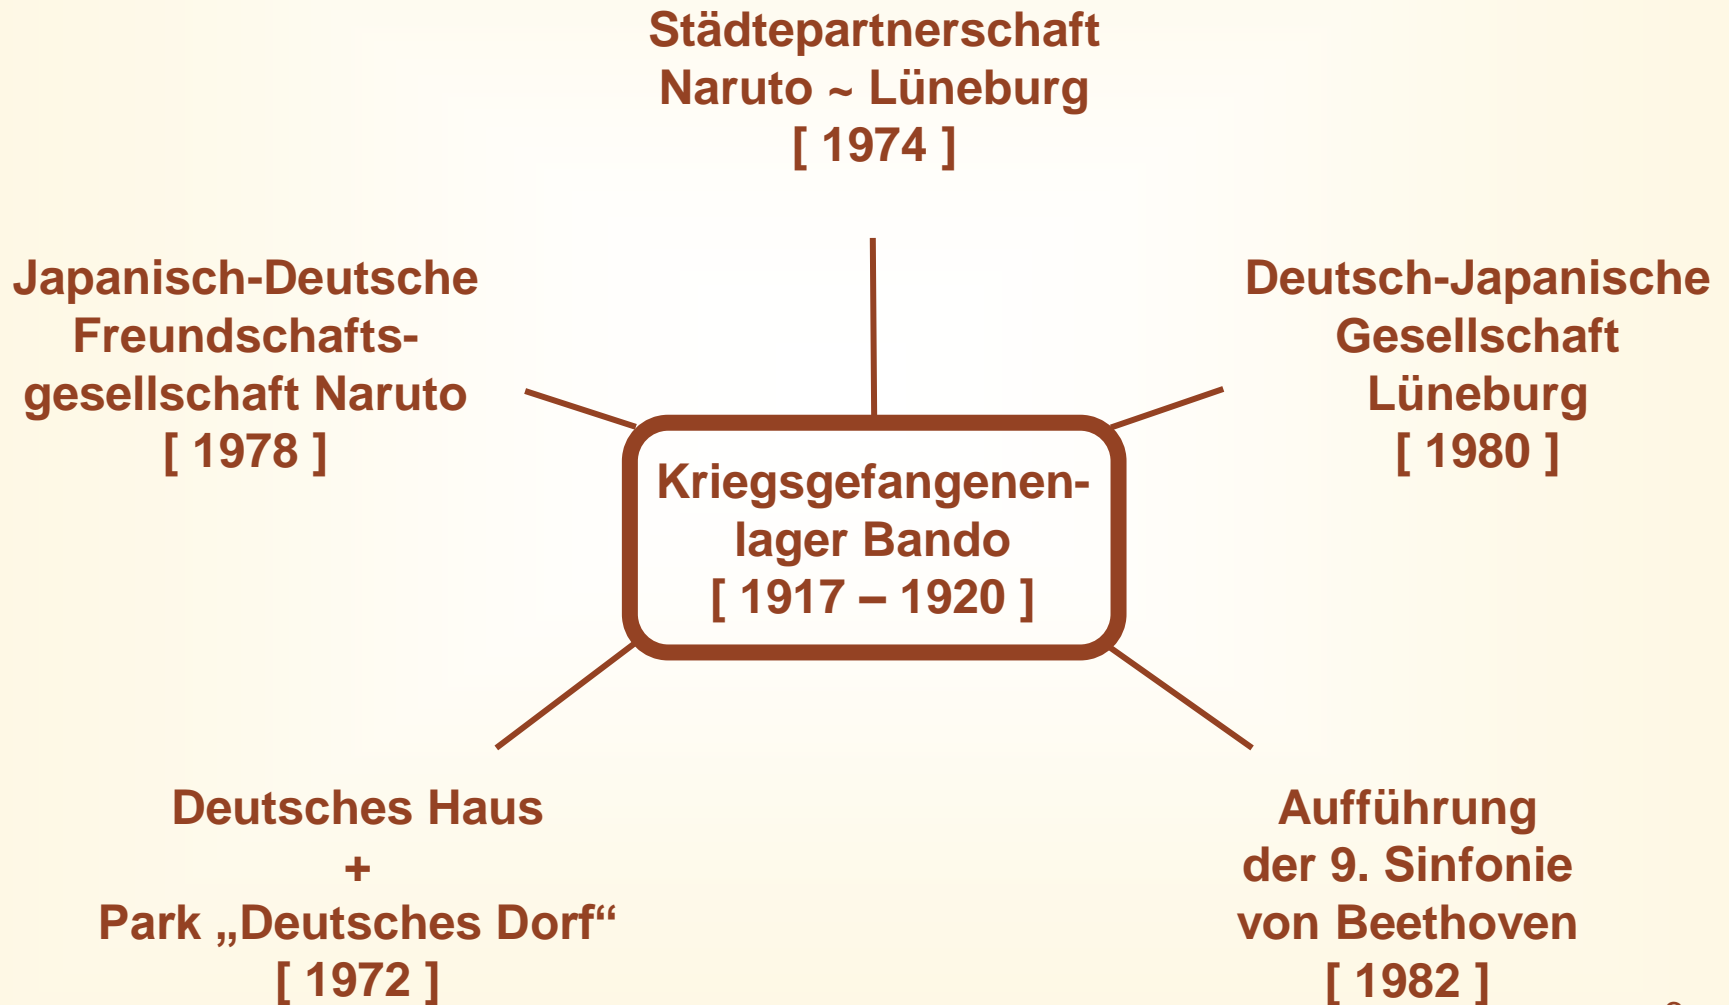 Städtepartnerschaft
Naruto ~ Lüneburg
[ 1974 ]
Japanisch-Deutsche
Freundschafts-
gesellschaft Naruto
[ 1978 ]
Deutsch-Japanische
Gesellschaft
Lüneburg
[ 1980 ]
Kriegsgefangenen-
lager Bando
[ 1917 – 1920 ]
Deutsches Haus
+
Park „Deutsches Dorf“
[ 1972 ]
Aufführung
der 9. Sinfonie
von Beethoven
[ 1982 ]